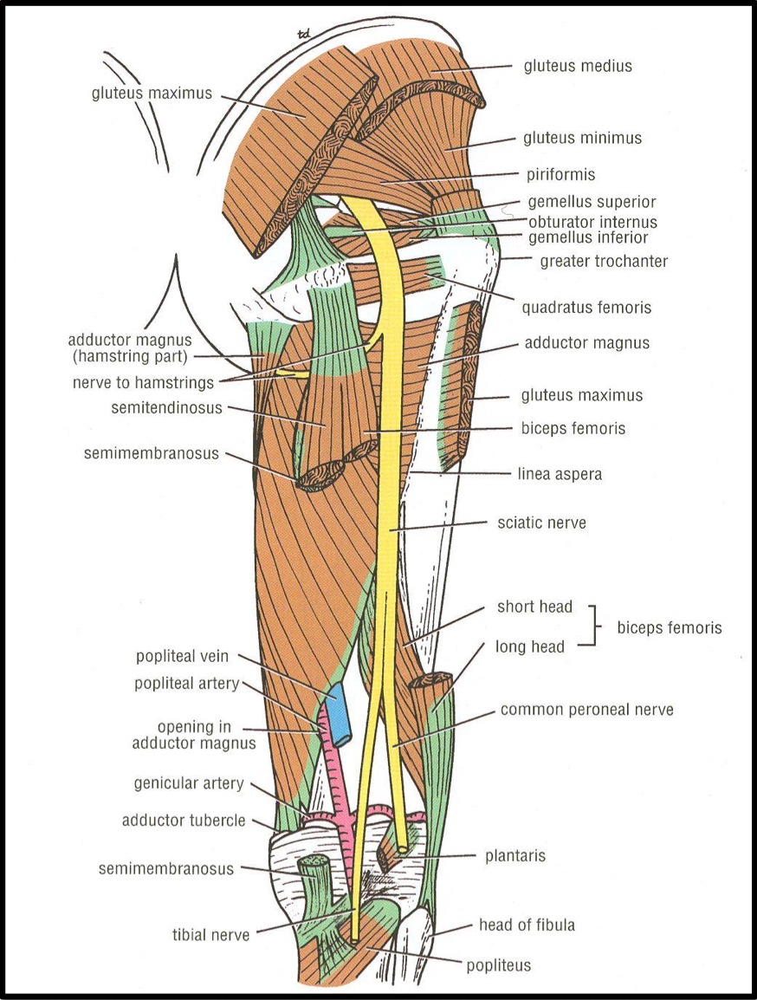 td
gluteus medius
gluteus maximus
gluteus minimus
piriformis
gemellus superior
obturator internus
gemellus inferior
greater trochanter
quadratus femoris
adductor magnus
(hamstring part)
adductor magnus
nerve to hamstrings
gluteus maximus
semitendinosus
biceps femoris
semimembranosus
linea aspera
sciatic nerve
short head
biceps femoris
long head
popliteal vein
popliteal artery
common peroneal nerve
opening in
adductor magnus
genicular artery
adductor tubercle
plantaris
semimembranosus
head of fibula
tibial nerve
popliteus